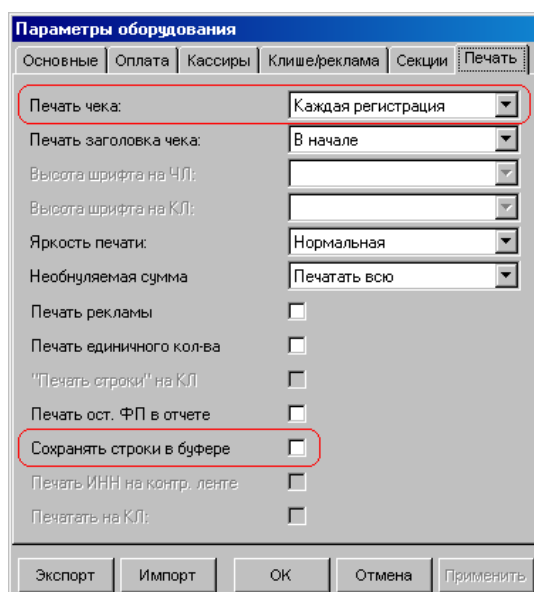 Параметры оборудования
Основные Оплата Кассиры Клише/реклама Секции Печать
Печать чека: Каждая регистрация
Печать заголовка чека: В начале
Высота шрифта на ЧЛ:
Высота шрифта на КЛ:
Яркость печати: Нормальная
Необнуляемая сумма Печатать всю
Печать рекламы
Печать единичного кол-ва
"Печать строки" на КЛ
Печать ост. ФП в отчете
Сохранять строки в буфере
Печать ИНН на контр. ленте
Печатать на КЛ:
Экспорт Импорт OK Отмена Применить